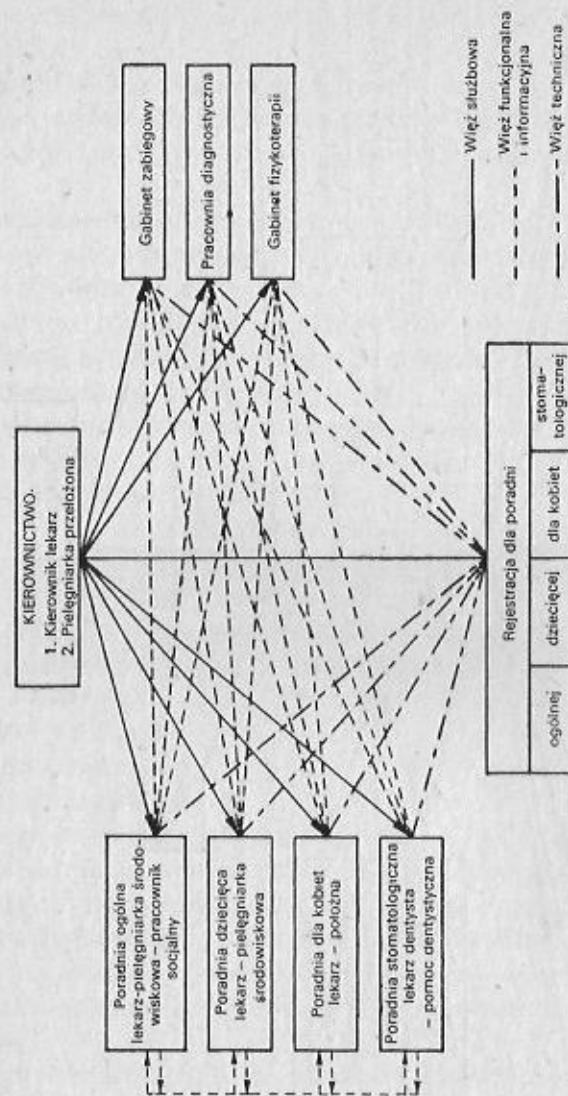 KIEROWNICTWO.
1. Kierownik lekarz
2. Pielęgniarka przełożona
Poradnia ogólna
lekarz-pielęgniarka środo-
wiskowa – pracownik
socjalny
Poradnia dziecięca
lekarz – pielęgniarka
środowiskowa
Poradnia dla kobiet
lekarz – położna
Poradnia stomatologiczna
lekarz dentysta
– pomoc dentystyczna
Gabinet zabiegowy
Pracownia diagnostyczna
Gabinet fizykoterapii
Rejestracja dla poradni
ogólnej
dziecięcej
dla kobiet
stoma-
tologicznej
Więź służbowa
Więź funkcjonalna
i informacyjna
Więź techniczna